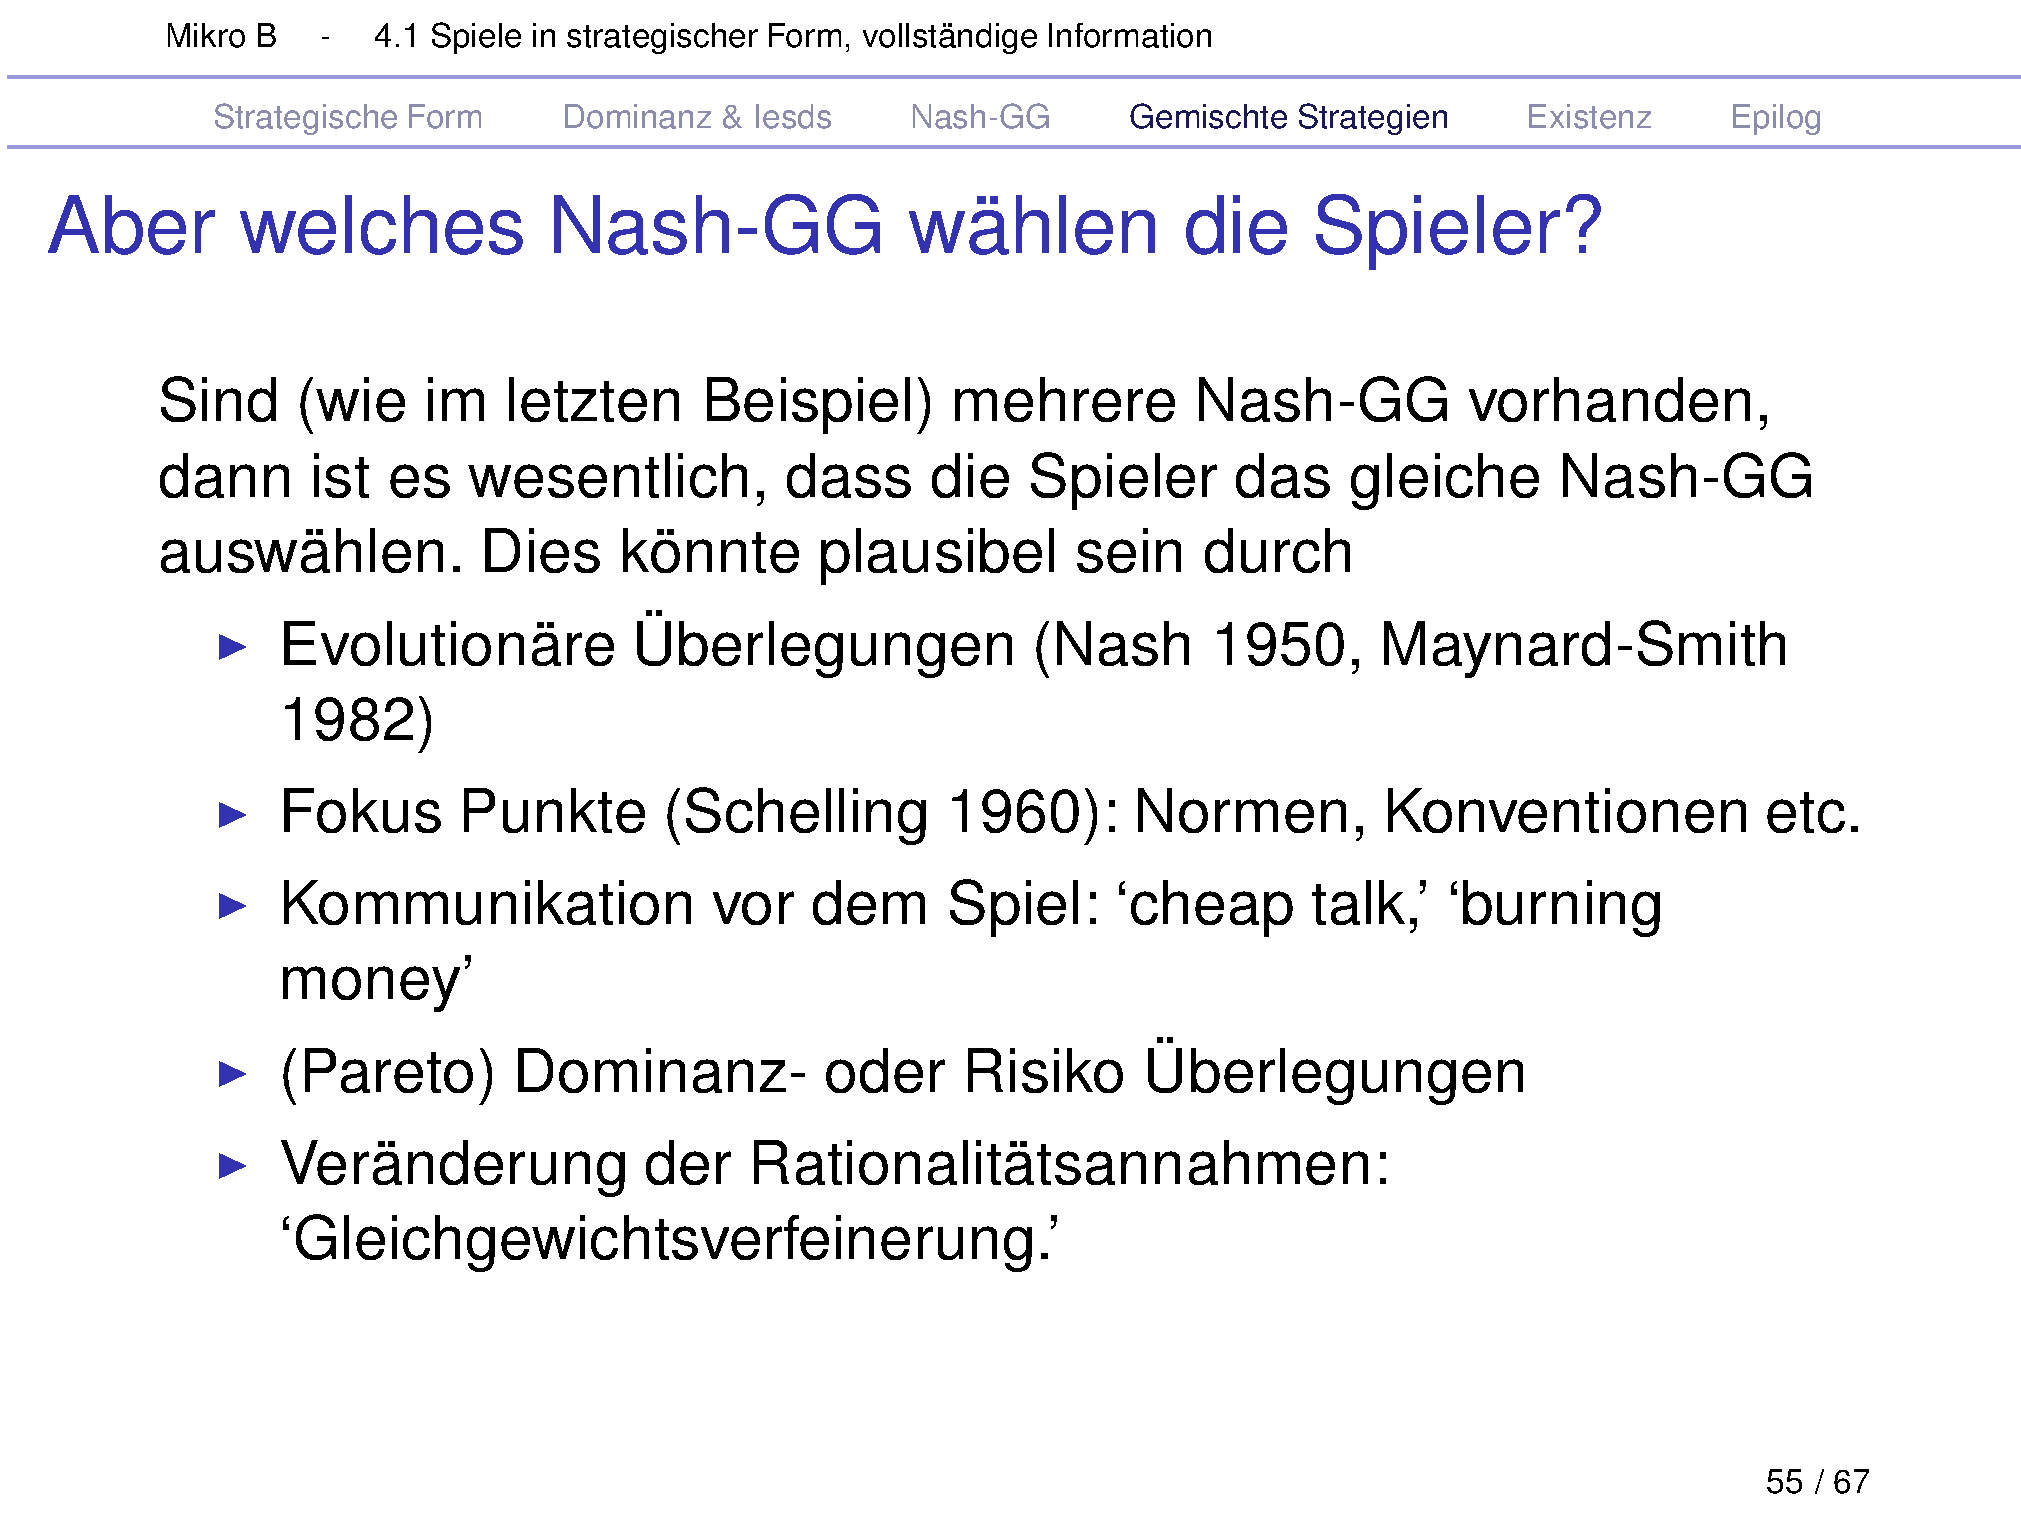 Mikro B - 4.1 Spiele in strategischer Form, vollständige Information
Strategische Form Dominanz & Iesds Nash-GG Gemischte Strategien Existenz Epilog
Aber welches Nash-GG wählen die Spieler?
Sind (wie im letzten Beispiel) mehrere Nash-GG vorhanden,
dann ist es wesentlich, dass die Spieler das gleiche Nash-GG
auswählen. Dies könnte plausibel sein durch
▶ Evolutionäre Überlegungen (Nash 1950, Maynard-Smith
1982)
▶ Fokus Punkte (Schelling 1960): Normen, Konventionen etc.
▶ Kommunikation vor dem Spiel: ‘cheap talk,’ ‘burning
money’
▶ (Pareto) Dominanz- oder Risiko Überlegungen
▶ Veränderung der Rationalitätsannahmen:
‘Gleichgewichtsverfeinerung.’
55 / 67